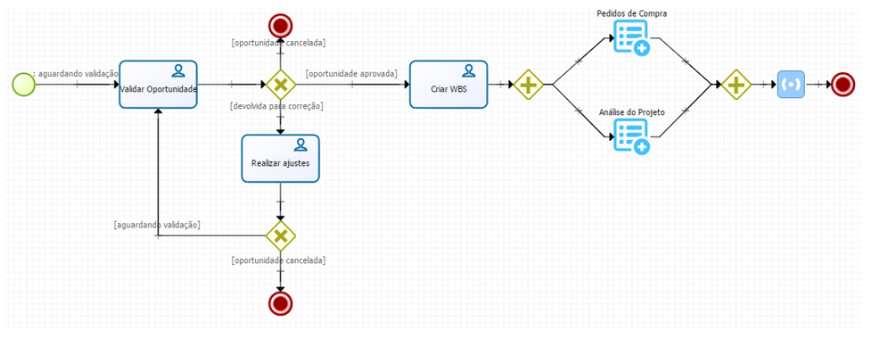 Pedidos de Compra
[oportunidade cancelada]
: aguardando validação
[oportunidade aprovada]
Validar Oportunidade
Criar WBS
[devolvida para correção]
Análise do Projeto
Realizar ajustes
[aguardando validação]
[oportunidade cancelada]